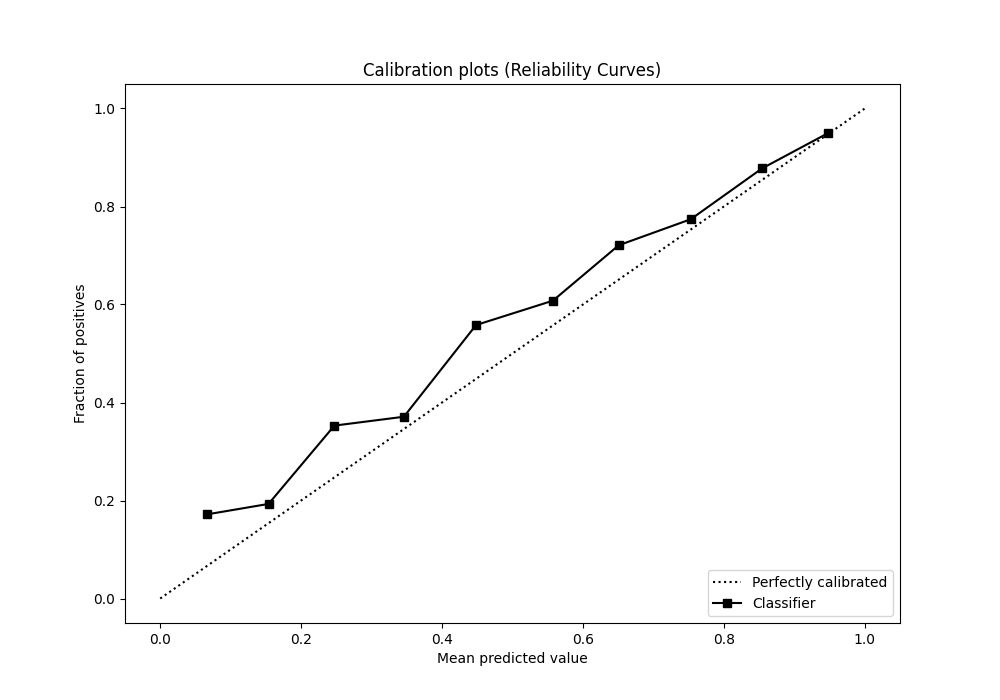 Calibration plots (Reliability Curves)
1.0
0.8
0.6
0.4
0.2
0.0
Fraction of positives
0.0 0.2 0.4 0.6 0.8 1.0
Mean predicted value
Perfectly calibrated
Classifier